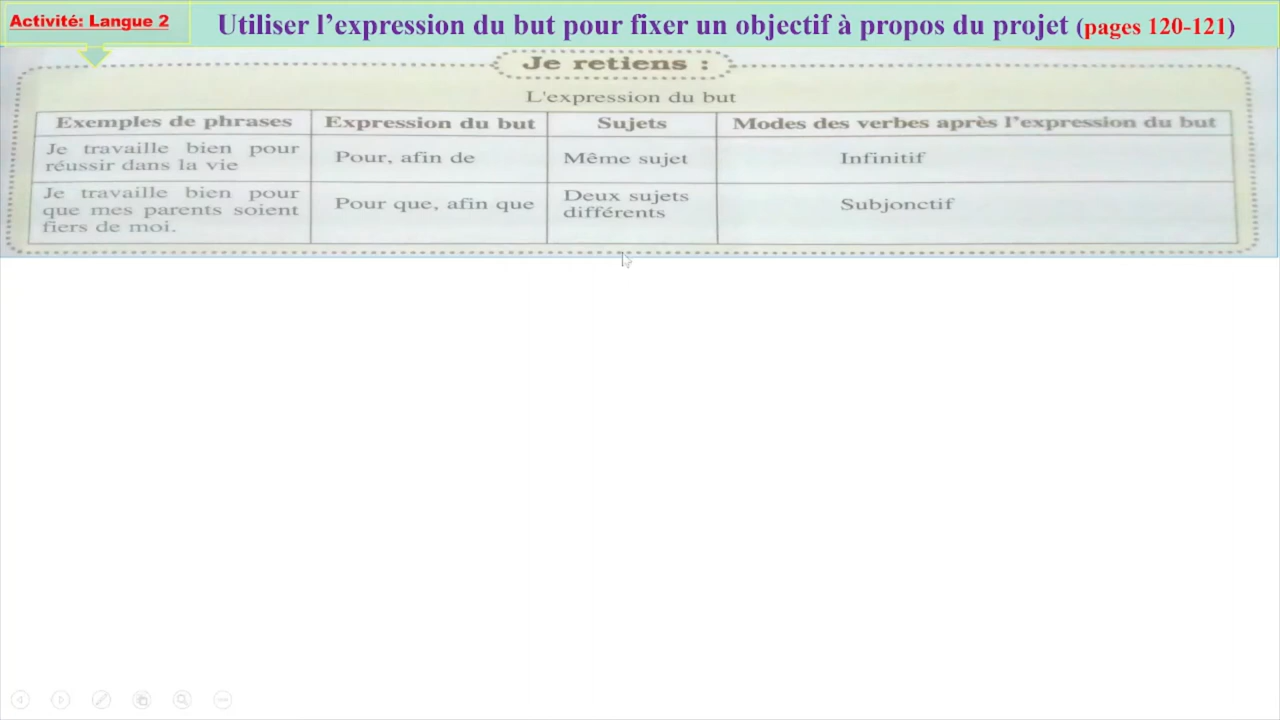 Activité: Langue 2
Utiliser l’expression du but pour fixer un objectif à propos du projet (pages 120-121)
Je retiens :
L'expression du but
Exemples de phrases Expression du but Sujets Modes des verbes après l’expression du but
Je travaille bien pour
réussir dans la vie
Pour, afin de
Même sujet
Infinitif
Je travaille bien pour
que mes parents soient
fiers de moi.
Pour que, afin que
Deux sujets
différents
Subjonctif